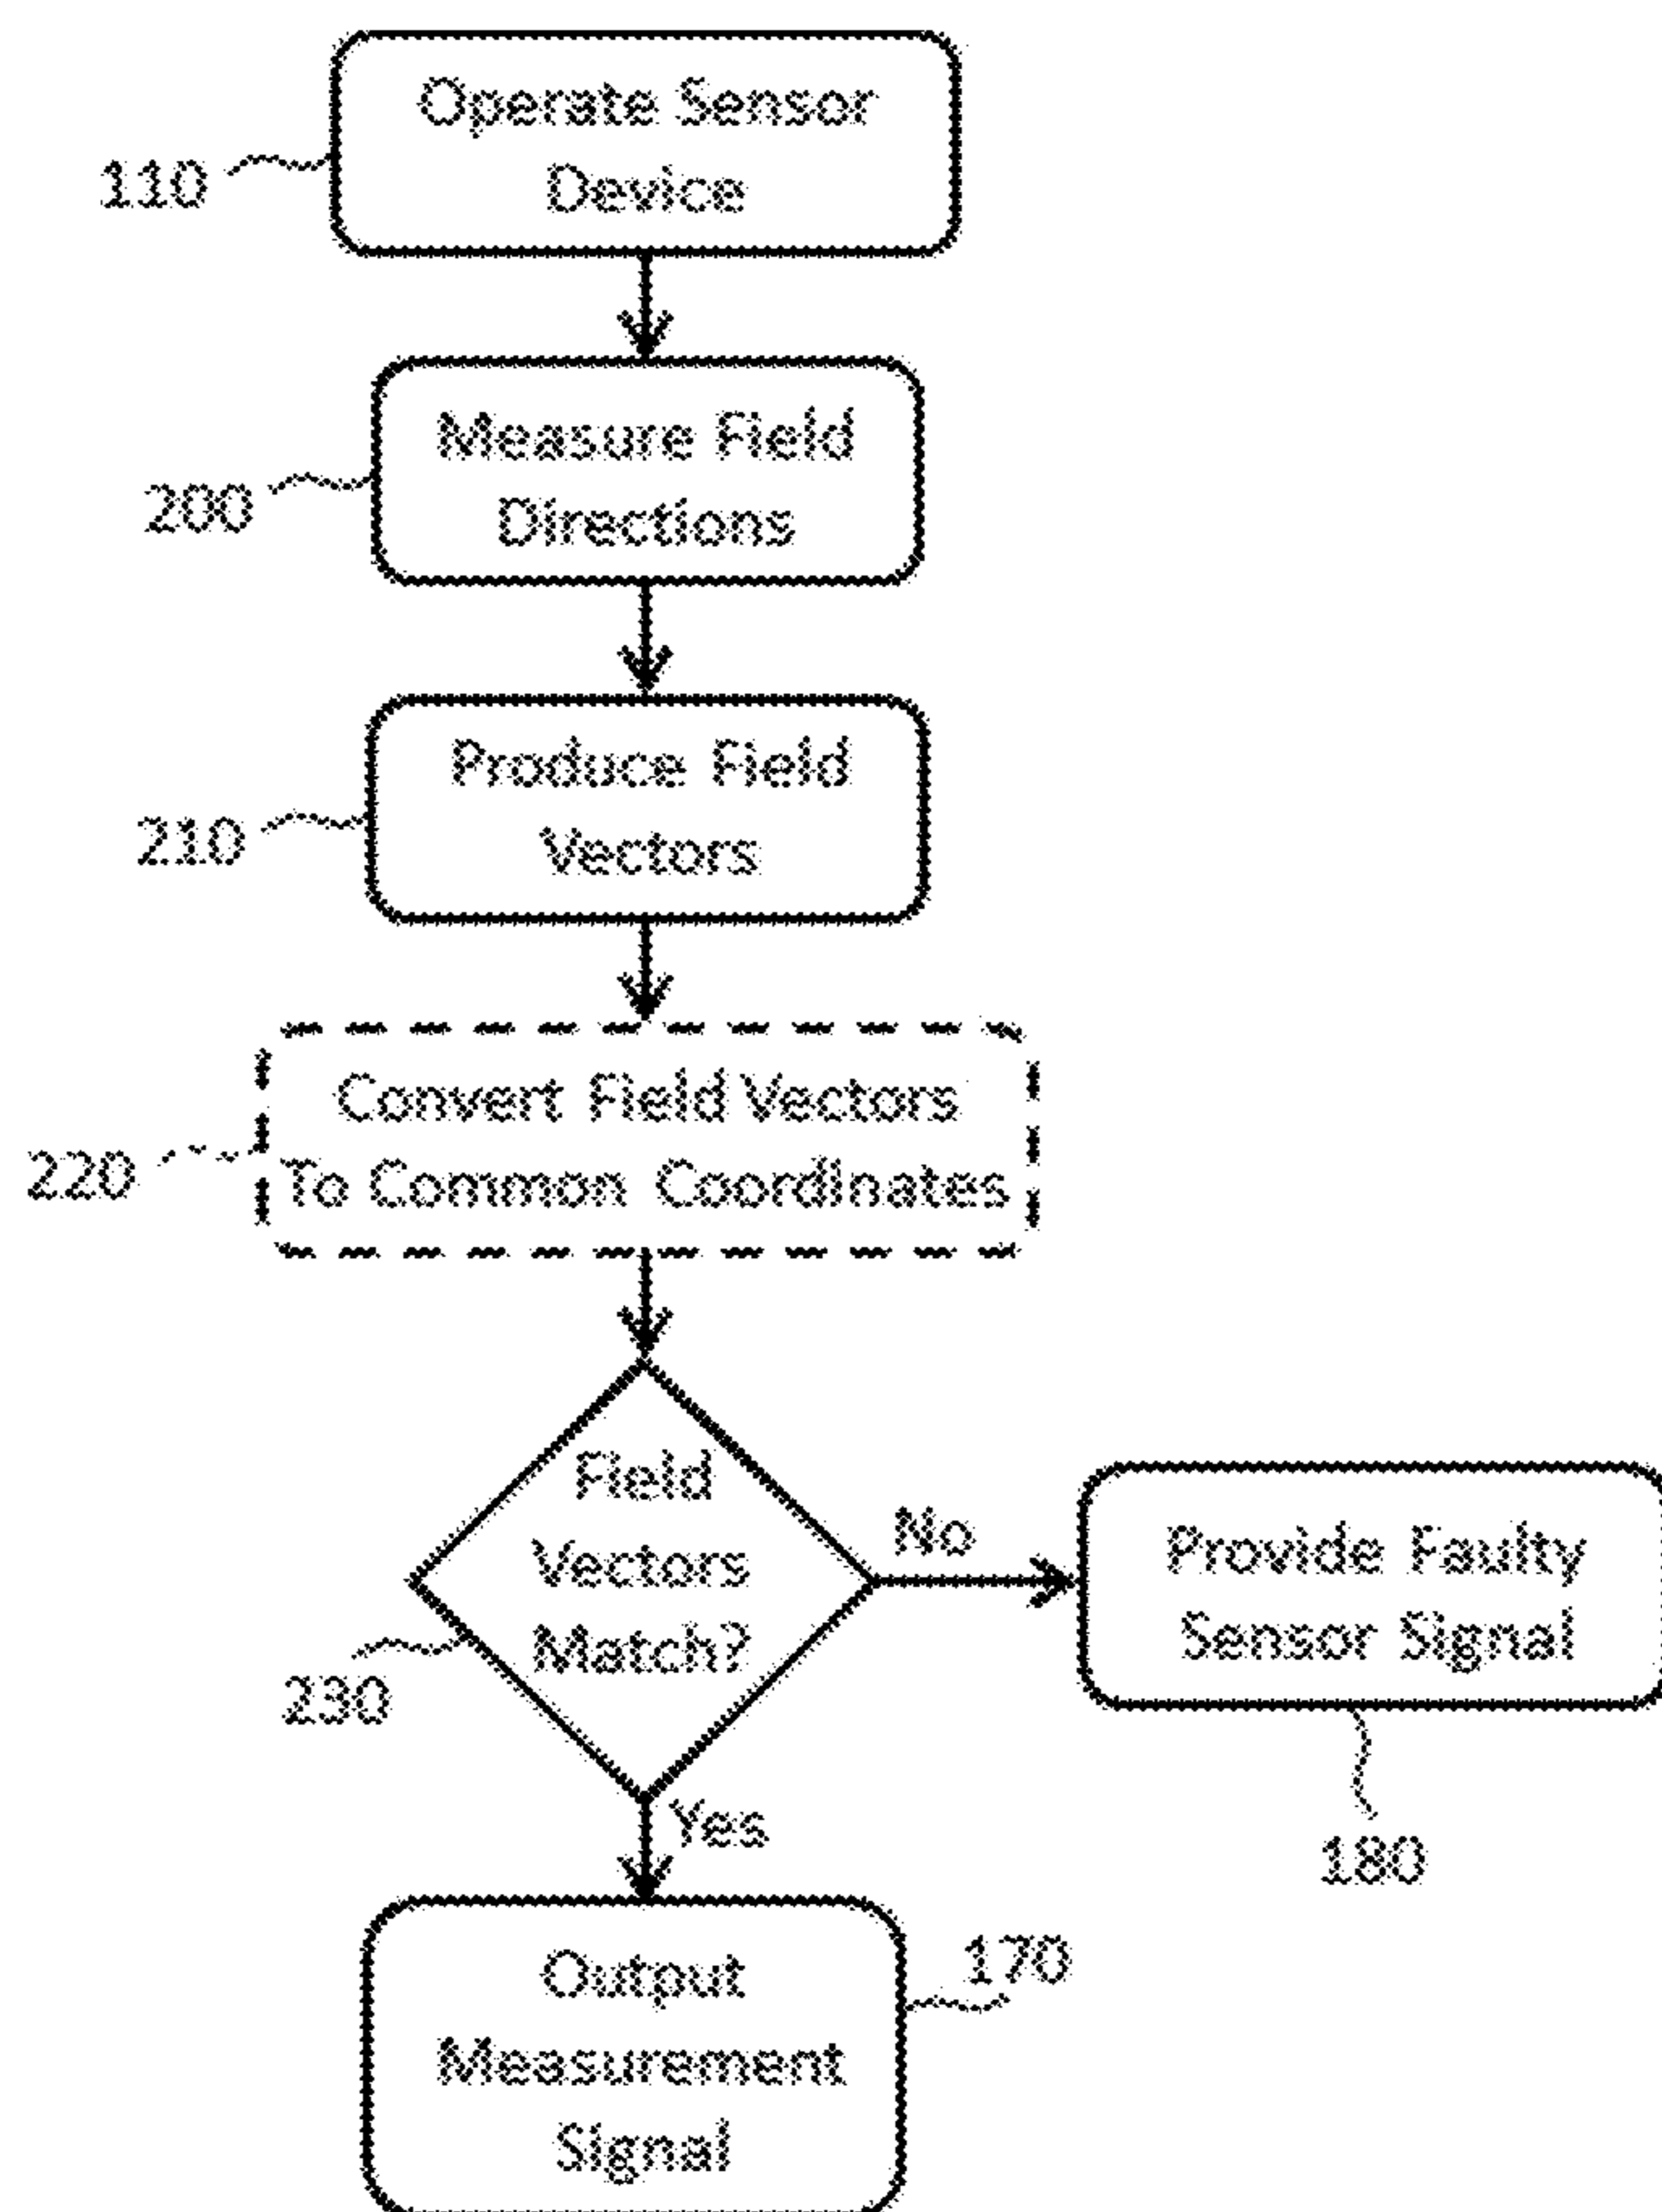 Operate Sensor
Device
110
Measure Field
Directions
200
Produce Field
Vectors
210
Convert Field Vectors
To Common Coordinates
220
Field
Vectors
Match?
230
No
Provide Faulty
Sensor Signal
180
Yes
Output
Measurement
Signal
170